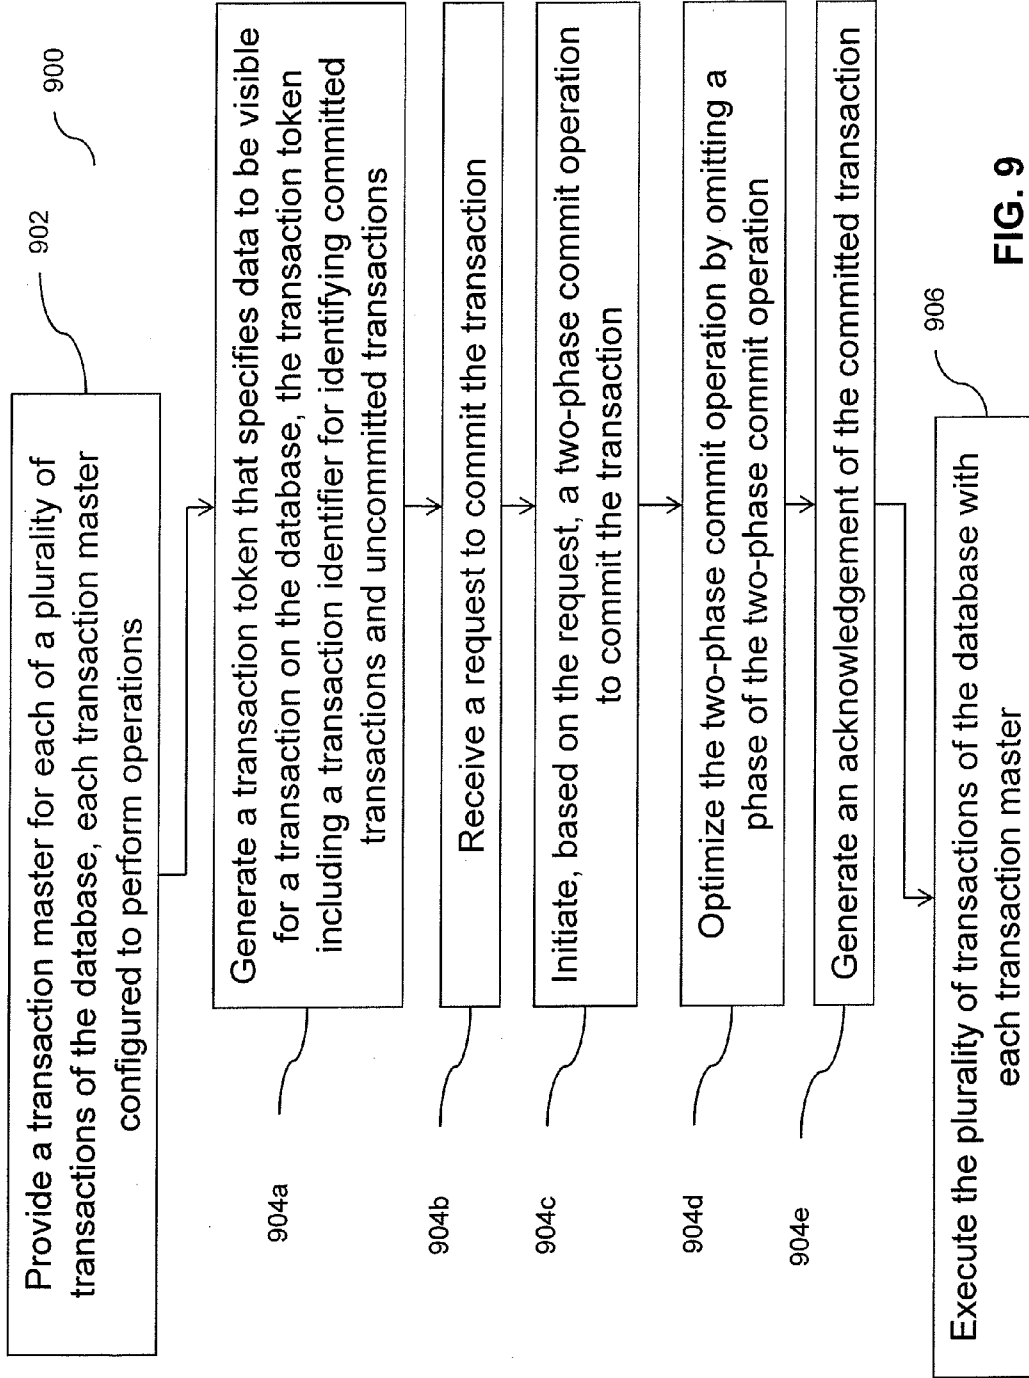 900
902
Provide a transaction master for each of a plurality of
transactions of the database, each transaction master
configured to perform operations
904a
Generate a transaction token that specifies data to be visible
for a transaction on the database, the transaction token
including a transaction identifier for identifying committed
transactions and uncommitted transactions
904b
Receive a request to commit the transaction
904c
Initiate, based on the request, a two-phase commit operation
to commit the transaction
904d
Optimize the two-phase commit operation by omitting a
phase of the two-phase commit operation
904e
Generate an acknowledgement of the committed transaction
906
Execute the plurality of transactions of the database with
each transaction master
FIG. 9